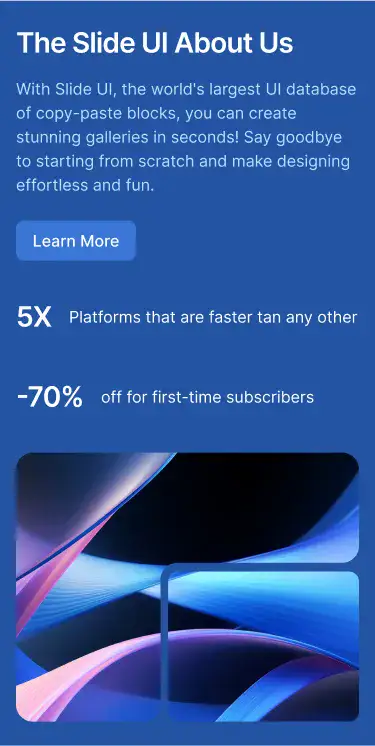 The Slide UI About Us
With Slide UI, the world's largest UI database
of copy-paste blocks, you can create
stunning galleries in seconds! Say goodbye
to starting from scratch and make designing
effortless and fun.
Learn More
5X Platforms that are faster tan any other
-70% off for first-time subscribers